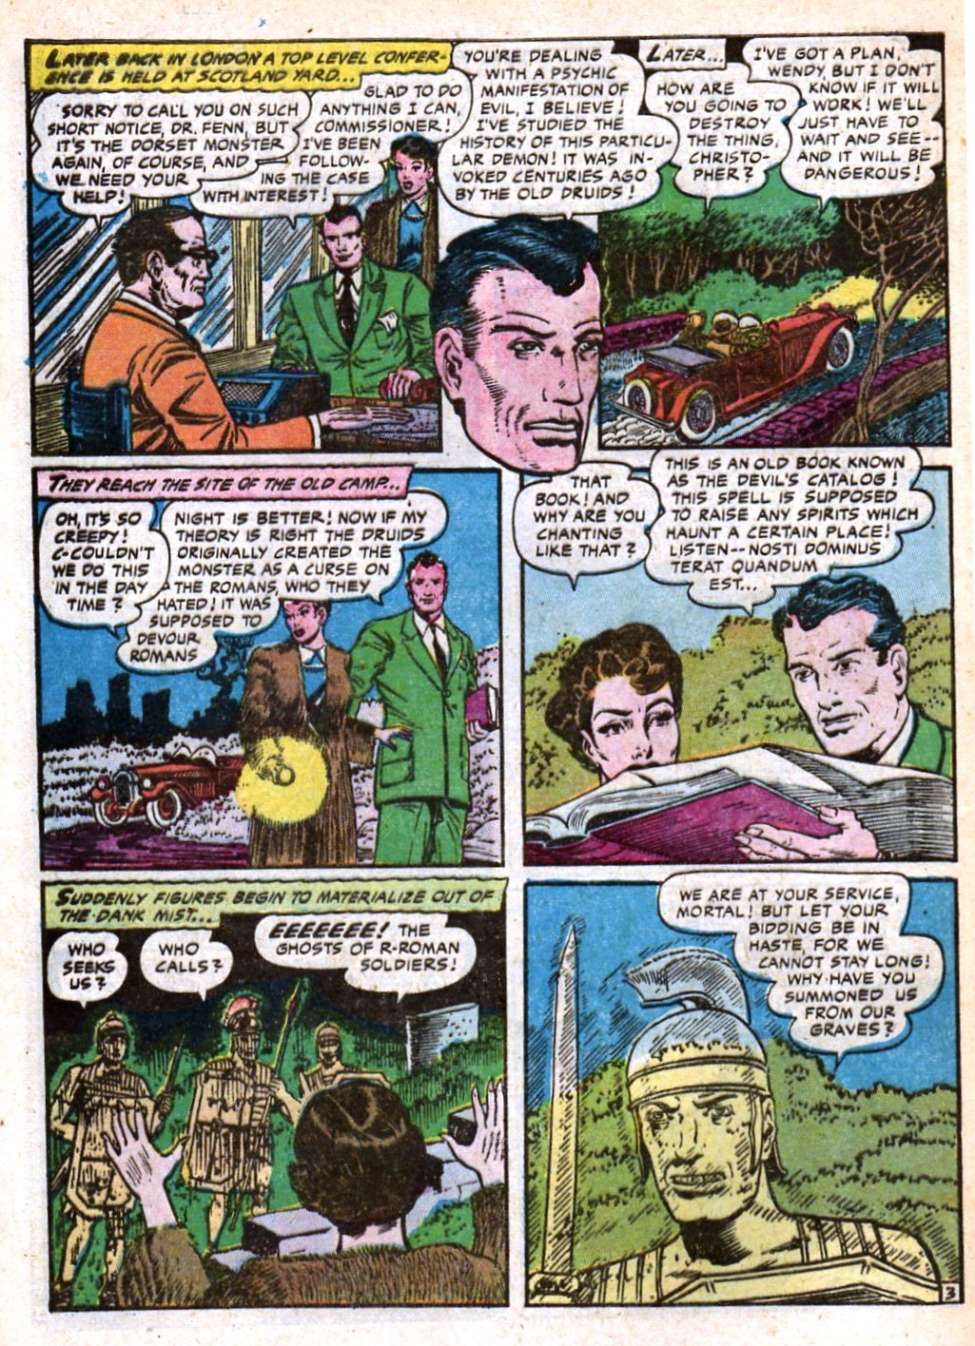 LATER BACK IN LONDON A TOP LEVEL CONFER-
ENCE IS HELD AT SCOTLAND YARD...
SORRY TO CALL YOU ON SUCH
SHORT NOTICE, DR. FENN, BUT
IT'S THE DORSET MONSTER
AGAIN, OF COURSE, AND
WE NEED YOUR
HELP!
GLAD TO DO
ANYTHING I CAN,
COMMISSIONER!
I'VE BEEN
FOLLOW-
ING THE CASE
WITH INTEREST!
YOU'RE DEALING
WITH A PSYCHIC
MANIFESTATION OF
EVIL, I BELIEVE!
I'VE STUDIED THE
HISTORY OF THIS PARTICU-
LAR DEMON! IT WAS IN-
VOKED CENTURIES AGO
BY THE OLD DRUIDS!
LATER...
HOW ARE
YOU GOING TO
DESTROY
THE THING,
CHRISTO-
PHER?
I'VE GOT A PLAN,
WENDY, BUT I DON'T
KNOW IF IT WILL
WORK! WE'LL
JUST HAVE TO
WAIT AND SEE--
AND IT WILL BE
DANGEROUS!
THEY REACH THE SITE OF THE OLD CAMP...
OH, IT'S SO
CREEPY!
C-COULDN'T
WE DO THIS
IN THE DAY
TIME?
NIGHT IS BETTER! NOW IF MY
THEORY IS RIGHT THE DRUIDS
ORIGINALLY CREATED THE
MONSTER AS A CURSE ON
THE ROMANS, WHO THEY
HATED! IT WAS
SUPPOSED TO
DEVOUR
ROMANS
THAT
BOOK! AND
WHY ARE YOU
CHANTING
LIKE THAT?
THIS IS AN OLD BOOK KNOWN
AS THE DEVIL'S CATALOG!
THIS SPELL IS SUPPOSED
TO RAISE ANY SPIRITS WHICH
HAUNT A CERTAIN PLACE!
LISTEN--NOSTI DOMINUS
TERAT QUANDUM
EST...
SUDDENLY FIGURES BEGIN TO MATERIALIZE OUT OF
THE DANK MIST...
WHO
SEEKS
US?
WHO
CALLS?
EEEEEEE! THE
GHOSTS OF R-ROMAN
SOLDIERS!
WE ARE AT YOUR SERVICE,
MORTAL! BUT LET YOUR
BIDDING BE IN
HASTE, FOR WE
CANNOT STAY LONG!
WHY HAVE YOU
SUMMONED US
FROM OUR
GRAVES?
3